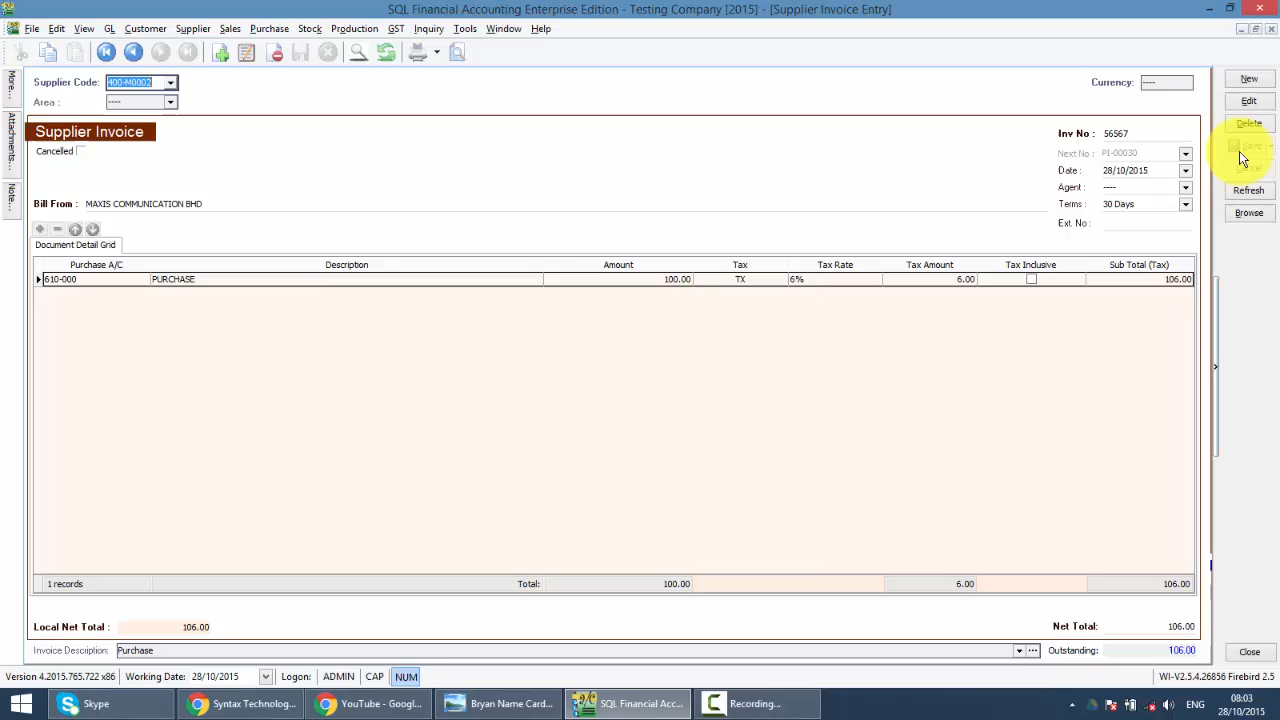 SQL Financial Accounting Enterprise Edition - Testing Company [2015] - [Supplier Invoice Entry]
File Edit View GL Customer Supplier Sales Purchase Stock Production GST Inquiry Tools Window Help
More...
Attachments...
Note...
Supplier Code: 400-M0002
Currency: ----
Area : ----
Supplier Invoice
Cancelled
Inv No : 56567
Next No : PI-00030
Date : 28/10/2015
Agent : ----
Terms : 30 Days
Ext. No :
Bill From : MAXIS COMMUNICATION BHD
Document Detail Grid
Purchase A/C Description Amount Tax Tax Rate Tax Amount Tax Inclusive Sub Total (Tax)
610-000 PURCHASE 100.00 TX 6% 6.00 106.00
1 records Total: 100.00 6.00 106.00
Local Net Total : 106.00
Net Total: 106.00
Invoice Description: Purchase
Outstanding: 106.00
New
Edit
Delete
Save
Cancel
Refresh
Browse
Close
Version 4.2015.765.722 x86 Working Date: 28/10/2015 Logon: ADMIN CAP NUM WI-V2.5.4.26856 Firebird 2.5
Skype Syntax Technolog... YouTube - Googl... Bryan Name Card... SQL Financial Acc... Recording... ENG
08:03
28/10/2015